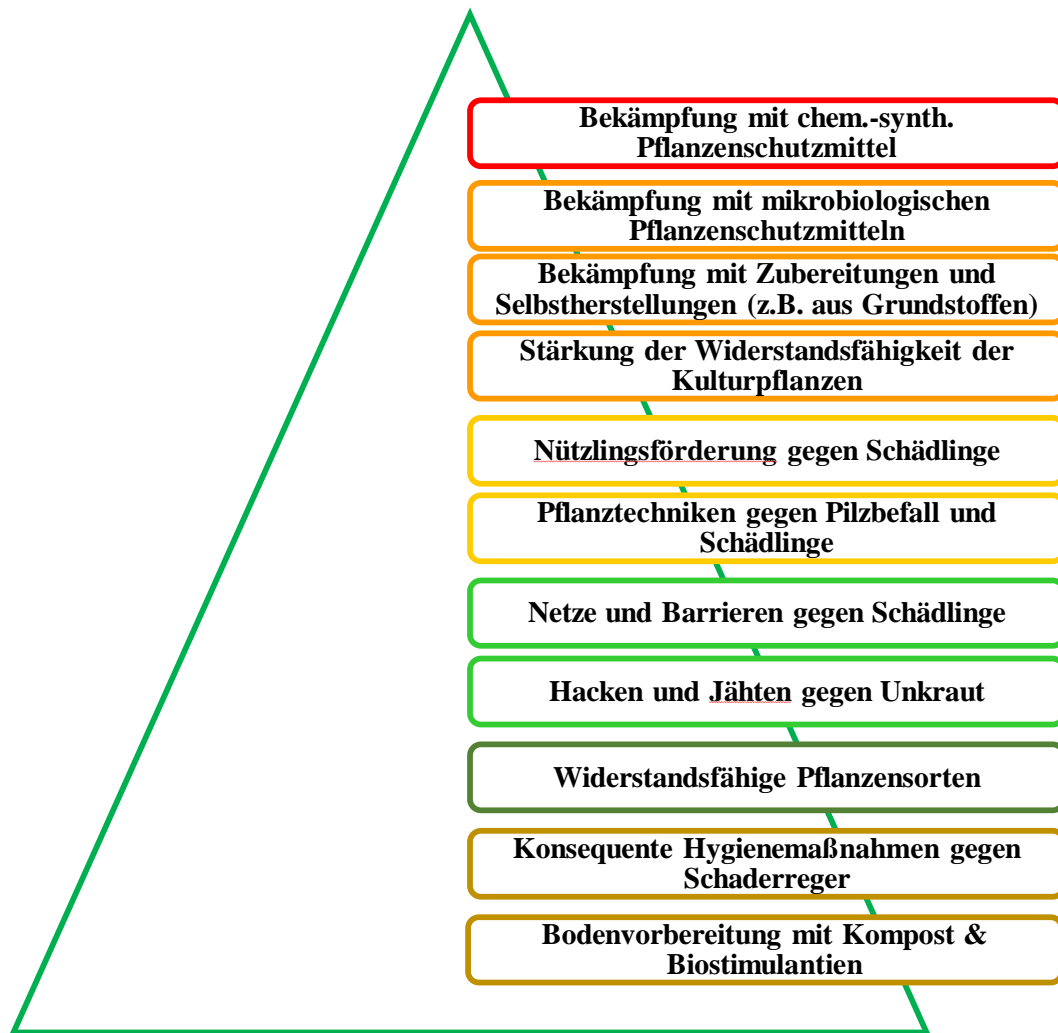 Bekämpfung mit chem.-synth.
Pflanzenschutzmittel
Bekämpfung mit mikrobiologischen
Pflanzenschutzmitteln
Bekämpfung mit Zubereitungen und
Selbstherstellungen (z.B. aus Grundstoffen)
Stärkung der Widerstandsfähigkeit der
Kulturpflanzen
Nützlingsförderung gegen Schädlinge
Pflanztechniken gegen Pilzbefall und
Schädlinge
Netze und Barrieren gegen Schädlinge
Hacken und Jähten gegen Unkraut
Widerstandsfähige Pflanzensorten
Konsequente Hygienemaßnahmen gegen
Schaderreger
Bodenvorbereitung mit Kompost &
Biostimulantien